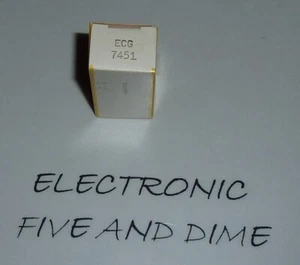 ECG
7451
ELECTRONIC
FIVE AND DIME